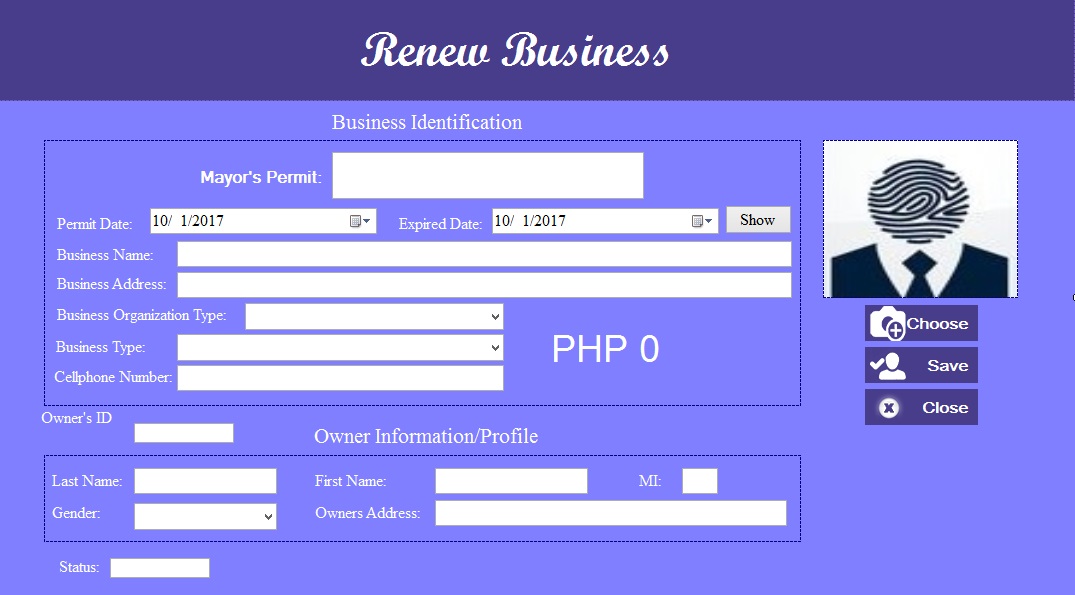 Renew Business
Business Identification
Mayor's Permit:
Permit Date: 10/ 1/2017 Expired Date: 10/ 1/2017 Show
Business Name:
Business Address:
Business Organization Type:
Business Type:
PHP 0
Cellphone Number:
Choose
Save
Close
Owner's ID
Owner Information/Profile
Last Name: First Name: MI:
Gender: Owners Address:
Status: